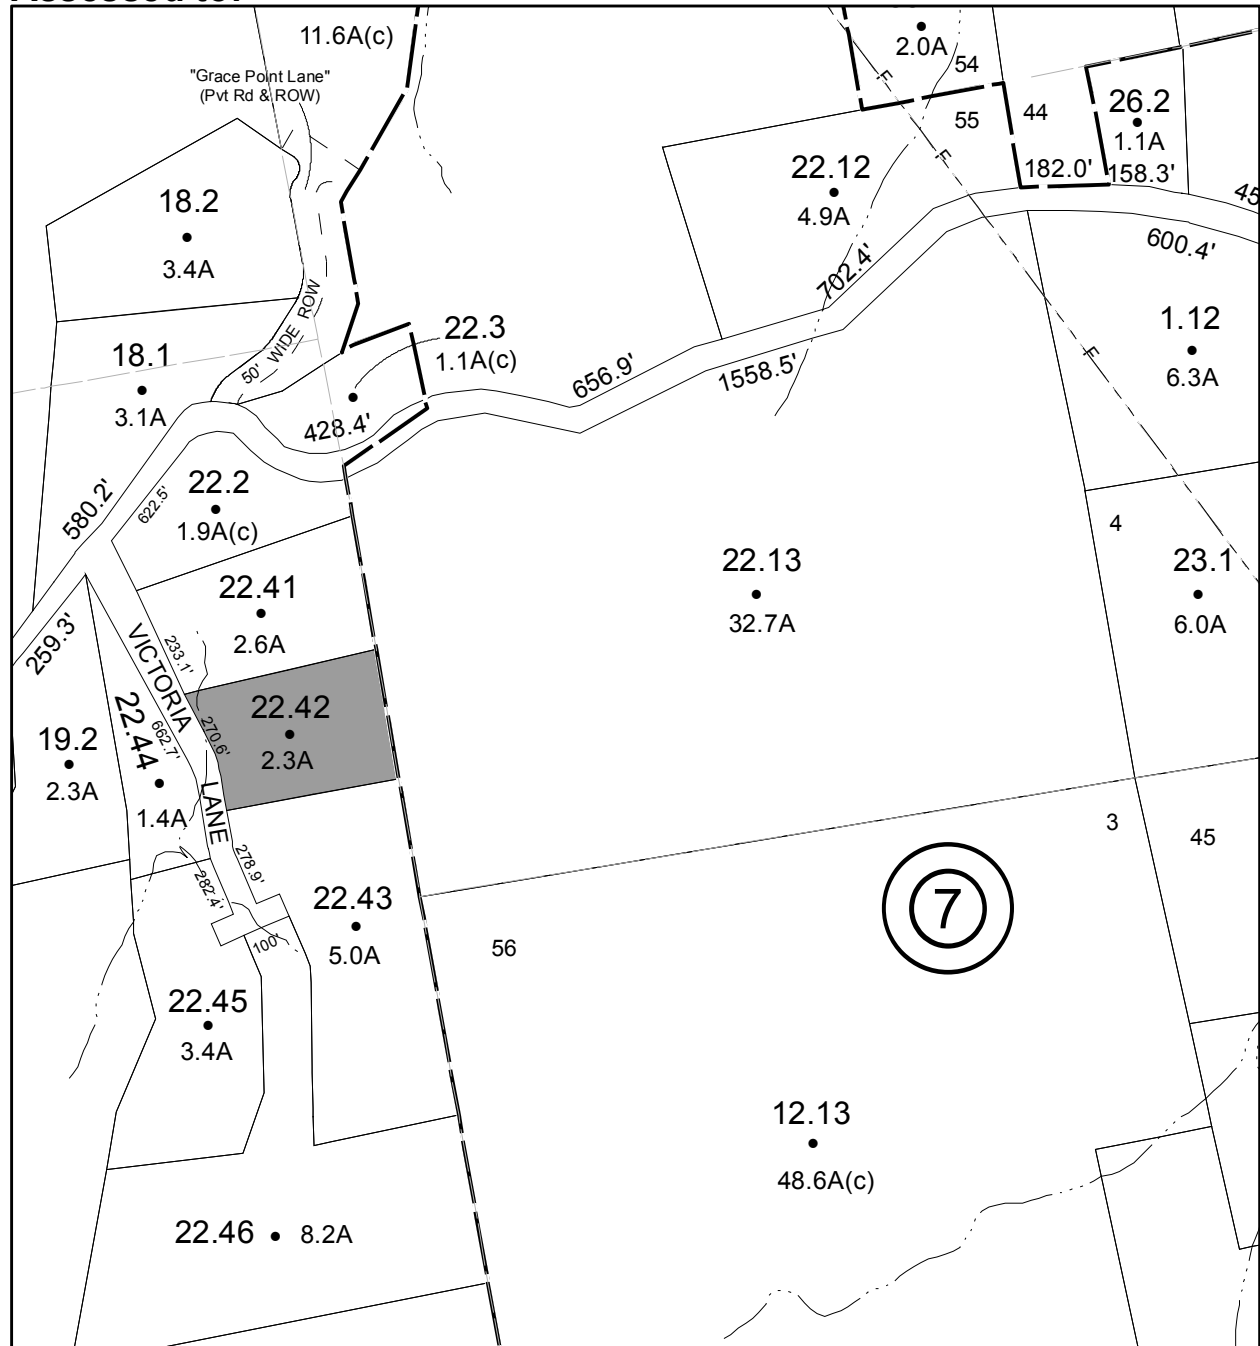 11.6A(c)
"Grace Point Lane"
(Pvt Rd & ROW)
2.0A
54
F
55
44
26.2
1.1A
182.0'
158.3'
45
22.12
4.9A
F
18.2
3.4A
702.4'
600.4'
50' WIDE ROW
22.3
1.1A(c)
1.12
6.3A
F
18.1
3.1A
656.9'
1558.5'
428.4'
580.2'
622.5'
22.2
1.9A(c)
4
22.13
32.7A
23.1
6.0A
22.41
2.6A
259.3'
VICTORIA
LANE
233.1'
22.42
2.3A
270.6'
22.44
662.7'
1.4A
19.2
2.3A
3
45
7
278.9'
282.4'
100'
22.43
5.0A
56
22.45
3.4A
12.13
48.6A(c)
22.46
8.2A